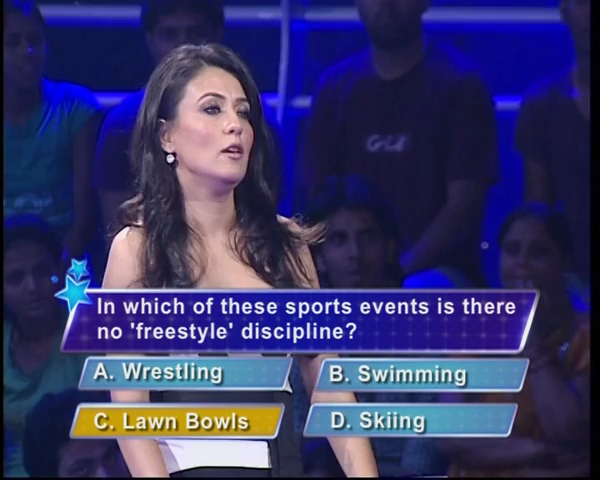 In which of these sports events is there
no 'freestyle' discipline?
A. Wrestling
B. Swimming
C. Lawn Bowls
D. Skiing